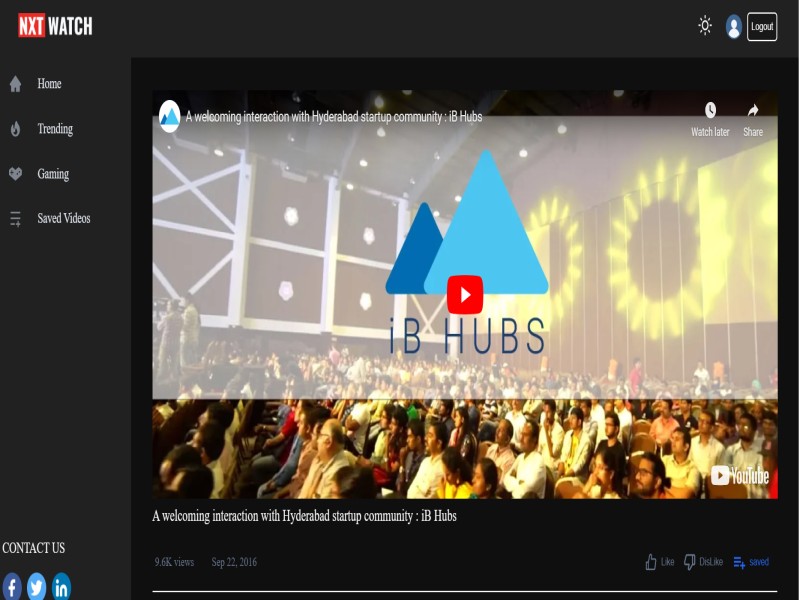 NXT WATCH
Logout
Home
Trending
Gaming
Saved Videos
A welcoming interaction with Hyderabad startup community : iB Hubs
Watch later
Share
iB HUBS
YouTube
A welcoming interaction with Hyderabad startup community : iB Hubs
9.6K views
Sep 22, 2016
Like
DisLike
saved
CONTACT US